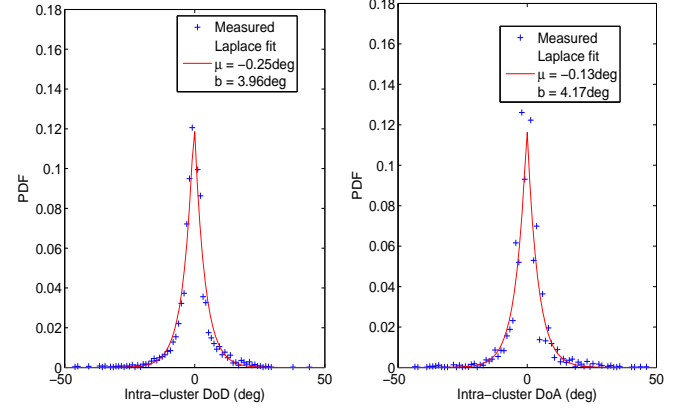 0.18
0.16
0.14
0.12
0.1
0.08
0.06
0.04
0.02
0
−50
0
50
PDF
Intra-cluster DoD (deg)
Measured
Laplace fit
μ = −0.25deg
b = 3.96deg
0.18
0.16
0.14
0.12
0.1
0.08
0.06
0.04
0.02
0
−50
0
50
PDF
Intra-cluster DoA (deg)
Measured
Laplace fit
μ = −0.13deg
b = 4.17deg